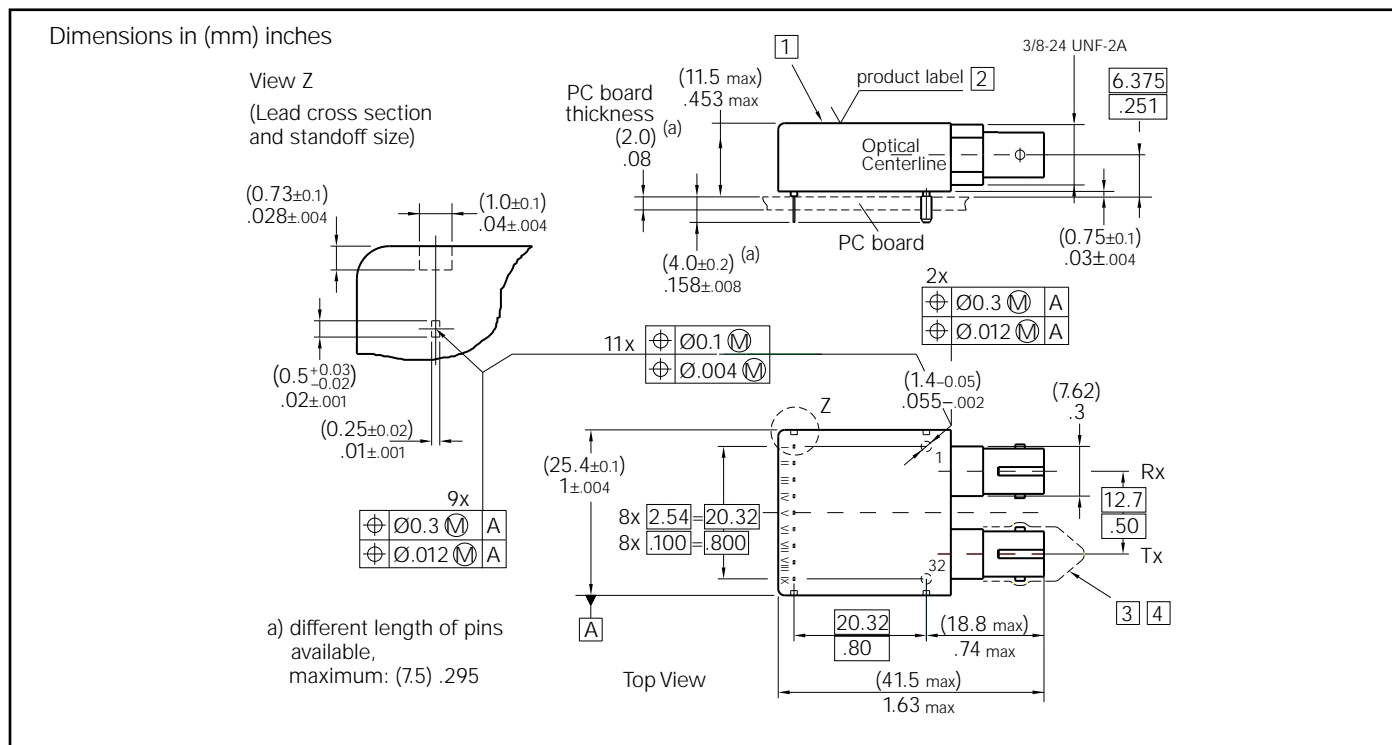 Dimensions in (mm) inches
View Z
(Lead cross section
and standoff size)
(0.73±0.1)
.028±.004
(1.0±0.1)
.04±.004
(0.5+0.03−0.02)
.02±.001
(0.25±0.02)
.01±.001
9x
⌖ Ø0.3 Ⓜ A
⌖ Ø.012 Ⓜ A
a) different length of pins
available,
maximum: (7.5) .295
PC board
thickness
(2.0) (a)
.08
(11.5 max)
.453 max
1
product label 2
Optical
Centerline
3/8-24 UNF-2A
6.375
.251
PC board
(4.0±0.2) (a)
.158±.008
(0.75±0.1)
.03±.004
2x
⌖ Ø0.3 Ⓜ A
⌖ Ø.012 Ⓜ A
11x
⌖ Ø0.1 Ⓜ
⌖ Ø.004 Ⓜ
(1.4−0.05)
.055−.002
(7.62)
.3
Z
1
Rx
(25.4±0.1)
1±.004
8x 2.54=20.32
8x .100=.800
I
II
III
IV
V
VI
VII
VIII
IX
12.7
.50
Tx
32
3 4
A
20.32
.80
(18.8 max)
.74 max
Top View
(41.5 max)
1.63 max